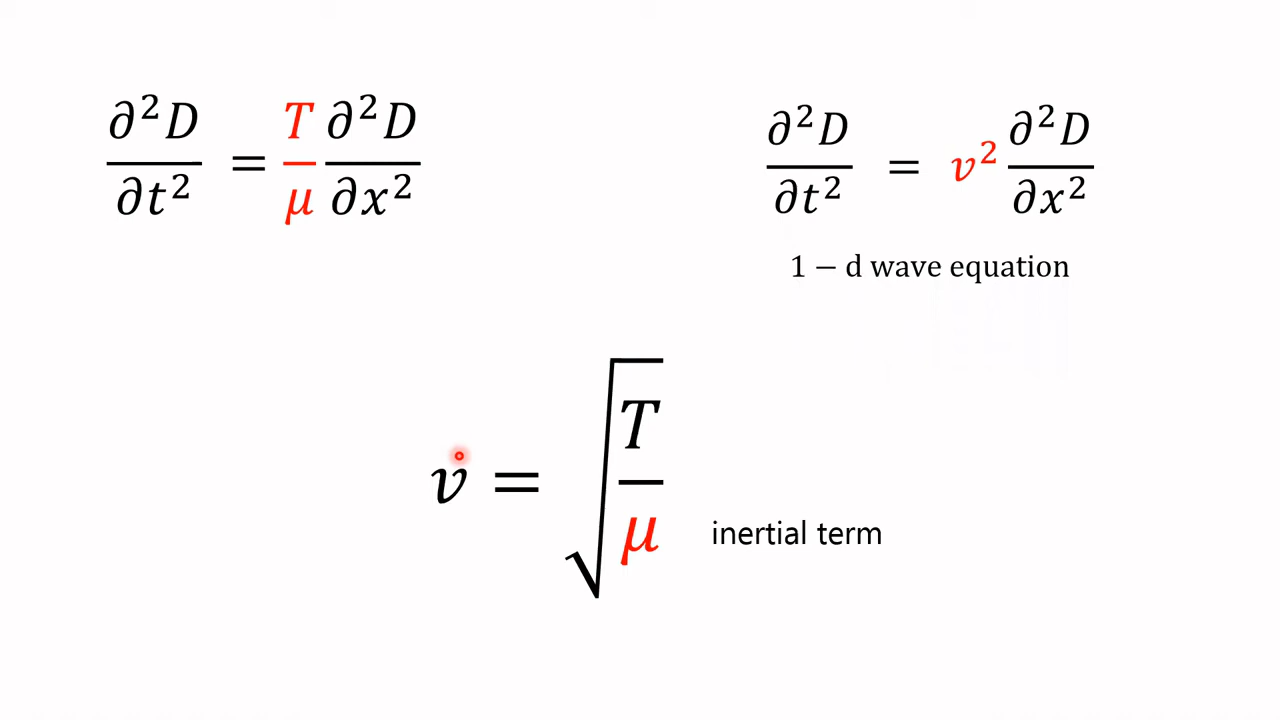 ∂²D/∂t² = T/μ ∂²D/∂x²
∂²D/∂t² = v² ∂²D/∂x²
1 − d wave equation
v = √(T/μ)
inertial term